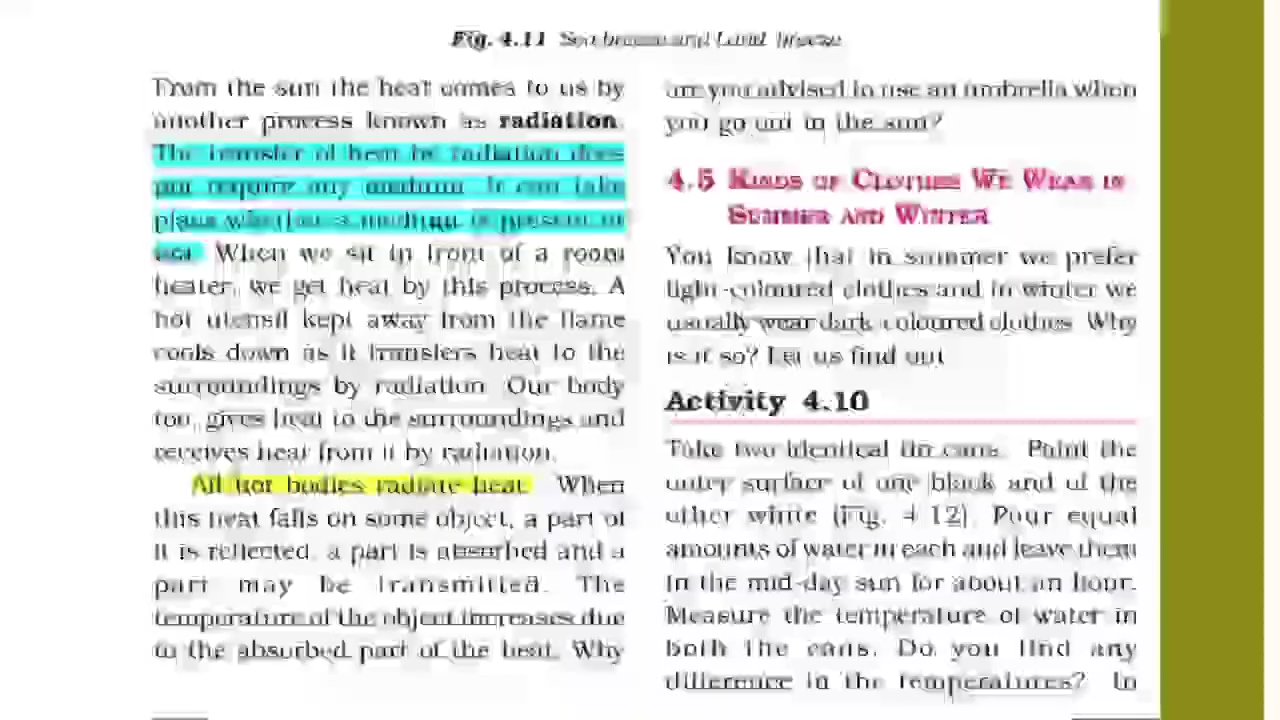 Fig. 4.11 Sea breeze and Land breeze
From the sun the heat comes to us by
another process known as radiation.
The transfer of heat by radiation does
not require any medium. It can take
place whether a medium is present or
not. When we sit in front of a room
heater, we get heat by this process. A
hot utensil kept away from the flame
cools down as it transfers heat to the
surroundings by radiation. Our body
too, gives heat to the surroundings and
receives heat from it by radiation.
All hot bodies radiate heat. When
this heat falls on some object, a part of
it is reflected, a part is absorbed and a
part may be transmitted. The
temperature of the object increases due
to the absorbed part of the heat. Why
are you advised to use an umbrella when
you go out in the sun?
4.5 KINDS OF CLOTHES WE WEAR IN
SUMMER AND WINTER
You know that in summer we prefer
light-coloured clothes and in winter we
usually wear dark-coloured clothes. Why
is it so? Let us find out.
Activity 4.10
Take two identical tin cans. Paint the
outer surface of one black and of the
other white (Fig. 4.12). Pour equal
amounts of water in each and leave them
in the mid-day sun for about an hour.
Measure the temperature of water in
both the cans. Do you find any
difference in the temperatures? In